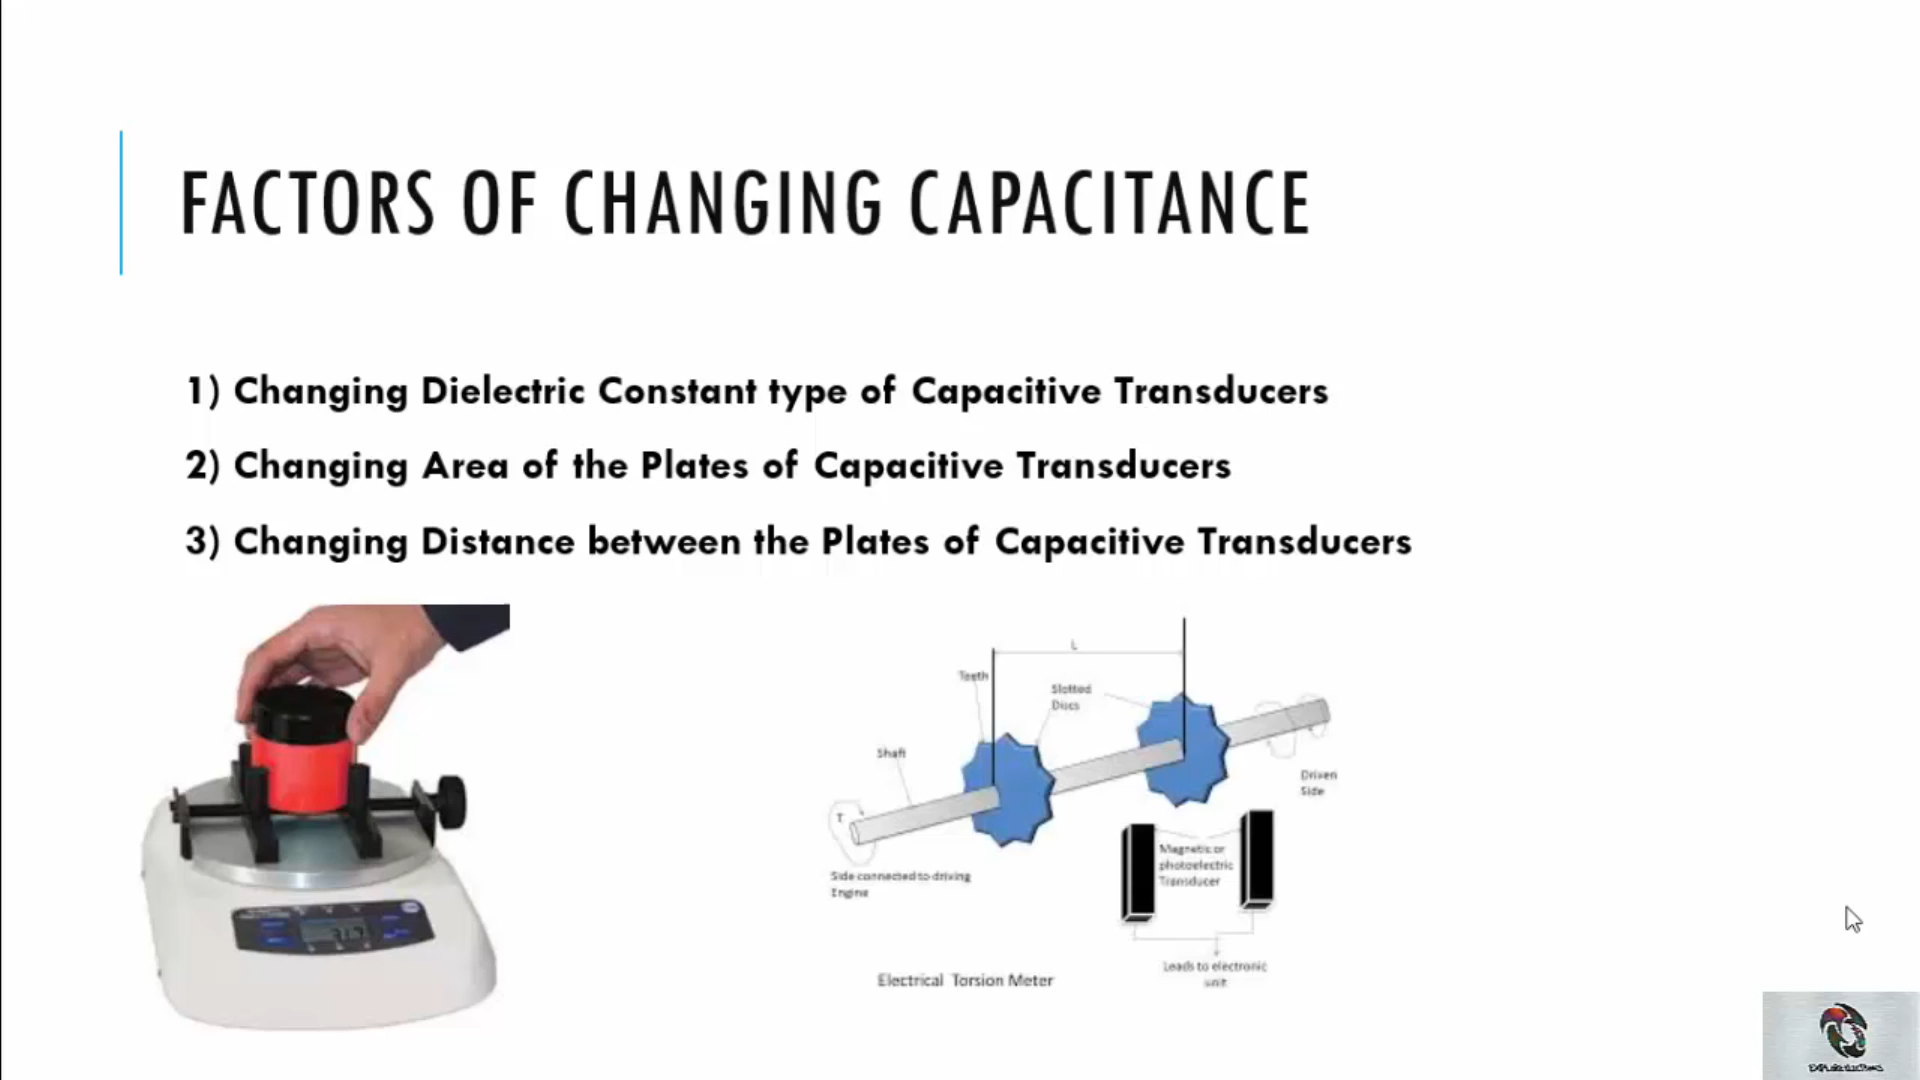 FACTORS OF CHANGING CAPACITANCE
1) Changing Dielectric Constant type of Capacitive Transducers
2) Changing Area of the Plates of Capacitive Transducers
3) Changing Distance between the Plates of Capacitive Transducers
L
Teeth
Slotted
Discs
Shaft
T
Driven
Side
Magnetic or
photoelectric
Transducer
Side connected to driving
Engine
Leads to electronic
unit
Electrical Torsion Meter